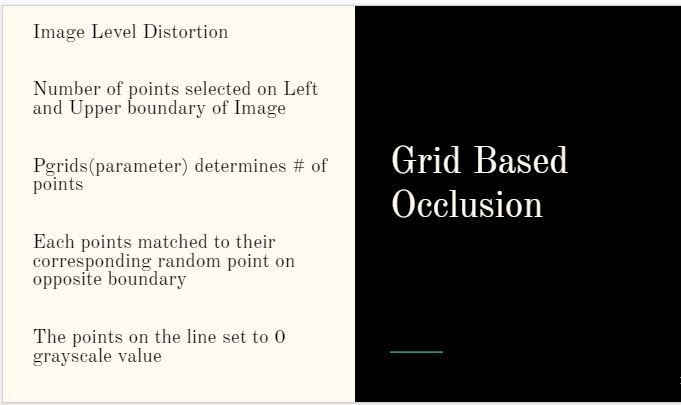 Image Level Distortion
Number of points selected on Left
and Upper boundary of Image
Pgrids(parameter) determines # of
points
Each points matched to their
corresponding random point on
opposite boundary
The points on the line set to 0
grayscale value
Grid Based
Occlusion